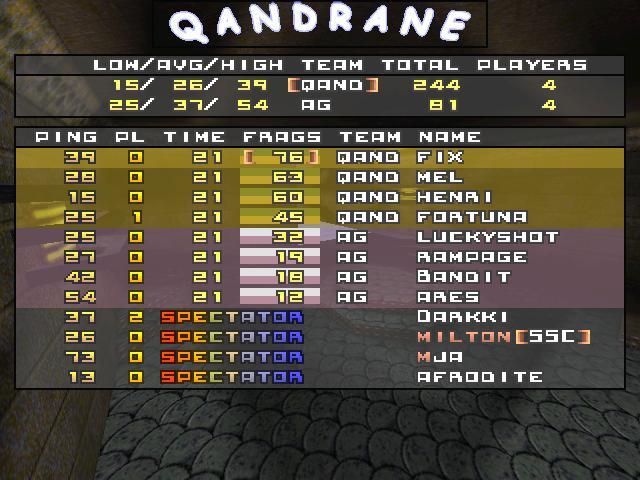 QANDRANE
LOW/AVG/HIGH TEAM TOTAL PLAYERS
15/ 26/ 39 [QAND] 244 4
25/ 37/ 54 AG 81 4
PING PL TIME FRAGS TEAM NAME
39 0 21 [ 76 ] QAND FIX
28 0 21 63 QAND MEL
15 0 21 60 QAND HENRI
25 1 21 45 QAND FORTUNA
25 0 21 32 AG LUCKYSHOT
27 0 21 19 AG RAMPAGE
42 0 21 18 AG BANDIT
54 0 21 12 AG ARES
37 2 SPECTATOR DARKKI
26 0 SPECTATOR MILTON[SSC]
73 0 SPECTATOR MJA
13 0 SPECTATOR AFRODITE